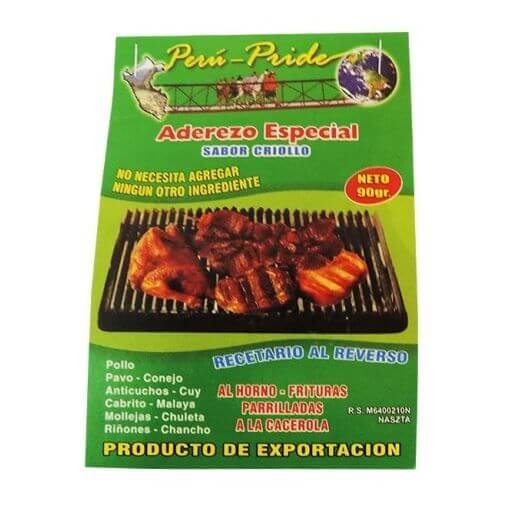 Perú-Pride
Aderezo Especial
SABOR CRIOLLO
NO NECESITA AGREGAR
NINGUN OTRO INGREDIENTE
NETO
90gr.
RECETARIO AL REVERSO
Pollo
Pavo - Conejo
Anticuchos - Cuy
Cabrito - Malaya
Mollejas - Chuleta
Riñones - Chancho
AL HORNO - FRITURAS
PARRILLADAS
A LA CACEROLA
R.S. M6400210N
NASZTA
PRODUCTO DE EXPORTACION